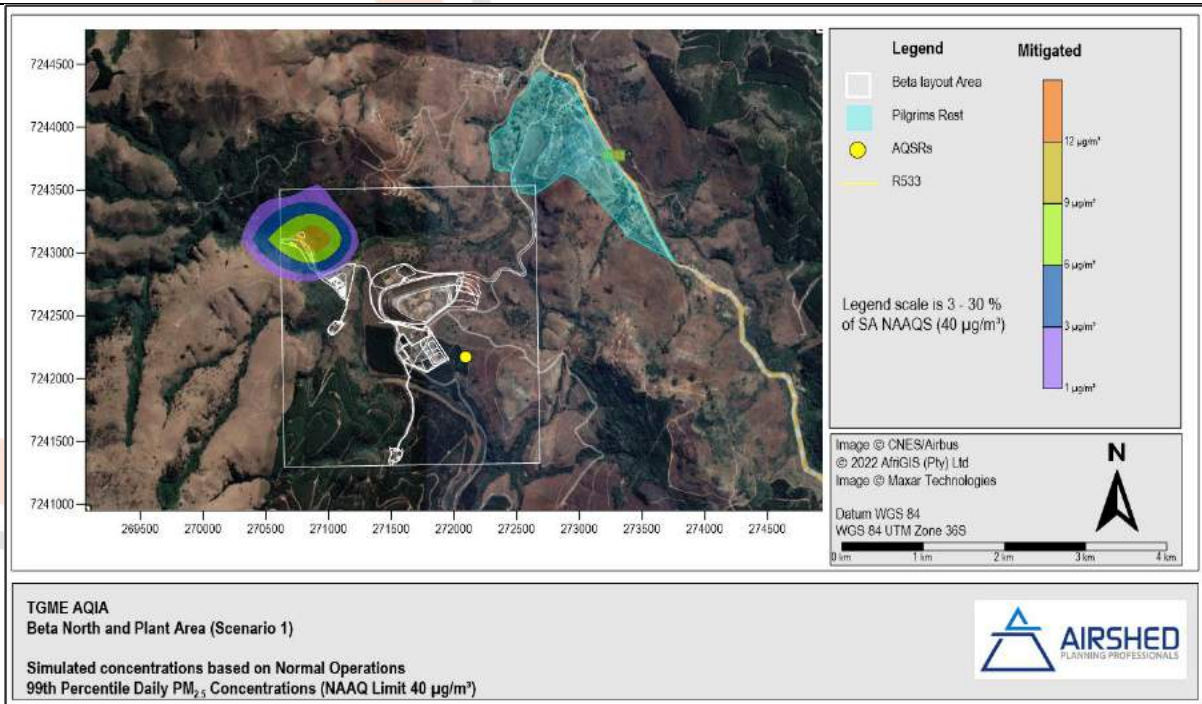 7244500
7244000
7243500
7243000
7242500
7242000
7241500
7241000
269500 270000 270500 271000 271500 272000 272500 273000 273500 274000 274500
Legend
Beta layout Area
Pilgrims Rest
AQSRs
R533
Mitigated
12 µg/m³
9 µg/m³
6 µg/m³
3 µg/m³
1 µg/m³
Legend scale is 3 - 30 %
of SA NAAQS (40 µg/m³)
Image © CNES/Airbus
© 2022 AfriGIS (Pty) Ltd
Image © Maxar Technologies
Datum WGS 84
WGS 84 UTM Zone 36S
N
0 km 1 km 2 km 3 km 4 km
TGME AQIA
Beta North and Plant Area (Scenario 1)
Simulated concentrations based on Normal Operations
99th Percentile Daily PM2.5 Concentrations (NAAQ Limit 40 µg/m³)
AIRSHED
PLANNING PROFESSIONALS